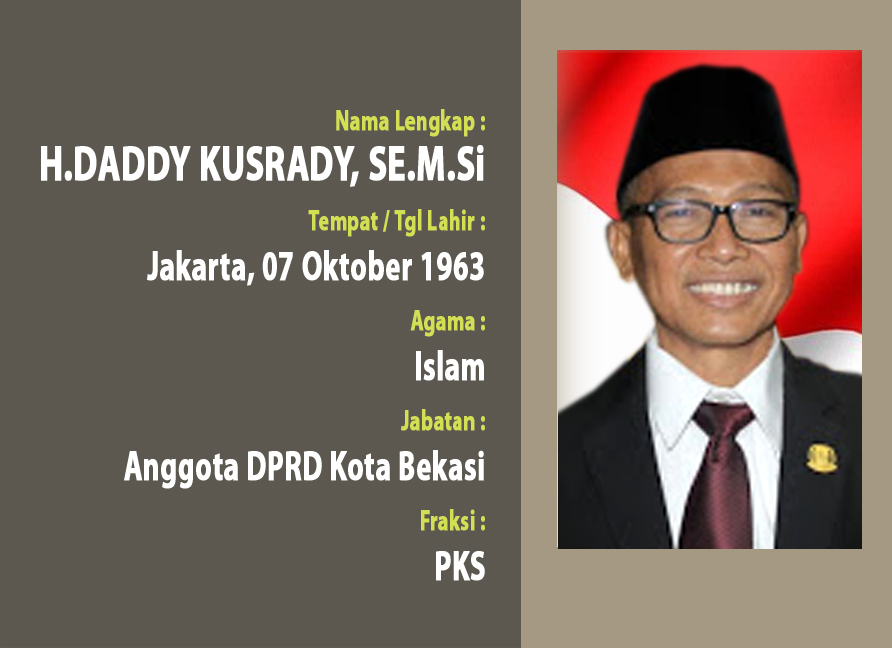 Nama Lengkap :
H.DADDY KUSRADY, SE.M.Si
Tempat / Tgl Lahir :
Jakarta, 07 Oktober 1963
Agama :
Islam
Jabatan :
Anggota DPRD Kota Bekasi
Fraksi :
PKS